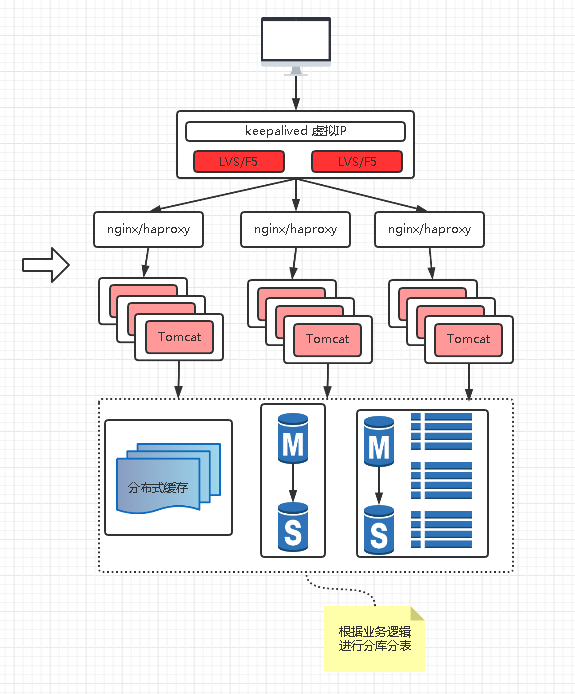 keepalived 虚拟IP
LVS/F5
LVS/F5
nginx/haproxy
nginx/haproxy
nginx/haproxy
Tomcat
Tomcat
Tomcat
M
M
分布式缓存
S
S
根据业务逻辑
进行分库分表